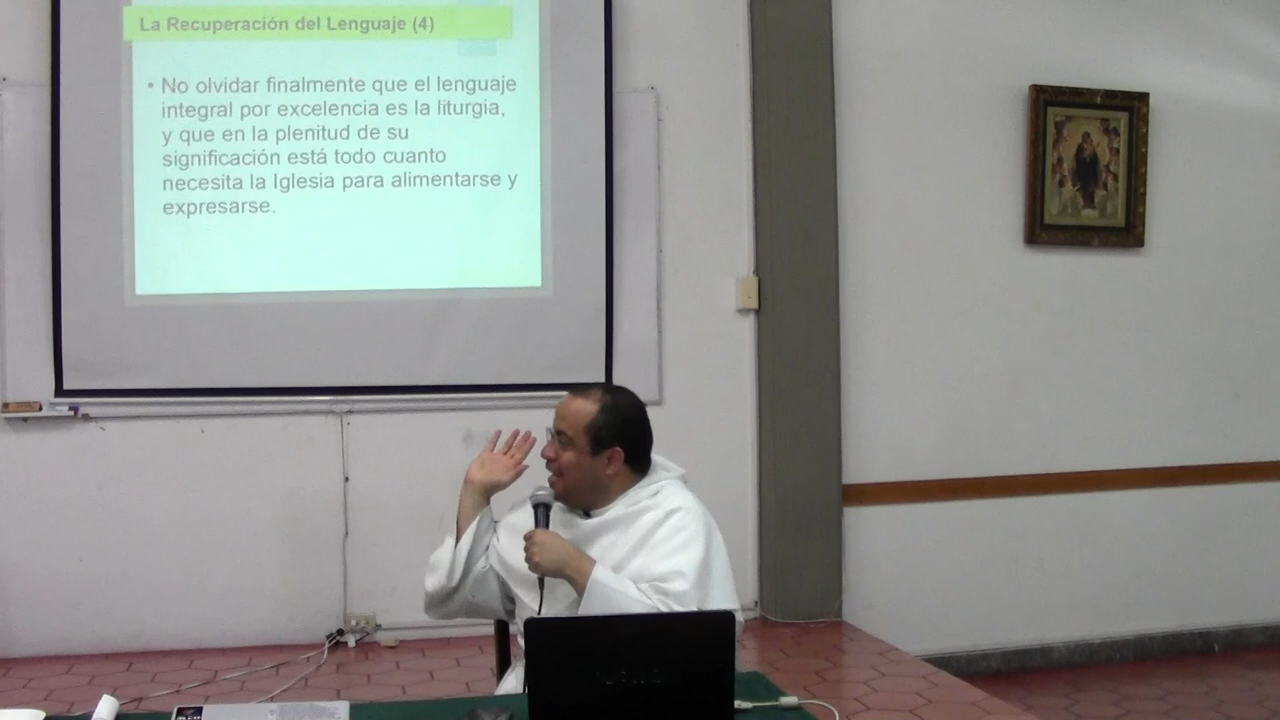 La Recuperación del Lenguaje (4)
• No olvidar finalmente que el lenguaje
integral por excelencia es la liturgia,
y que en la plenitud de su
significación está todo cuanto
necesita la Iglesia para alimentarse y
expresarse.